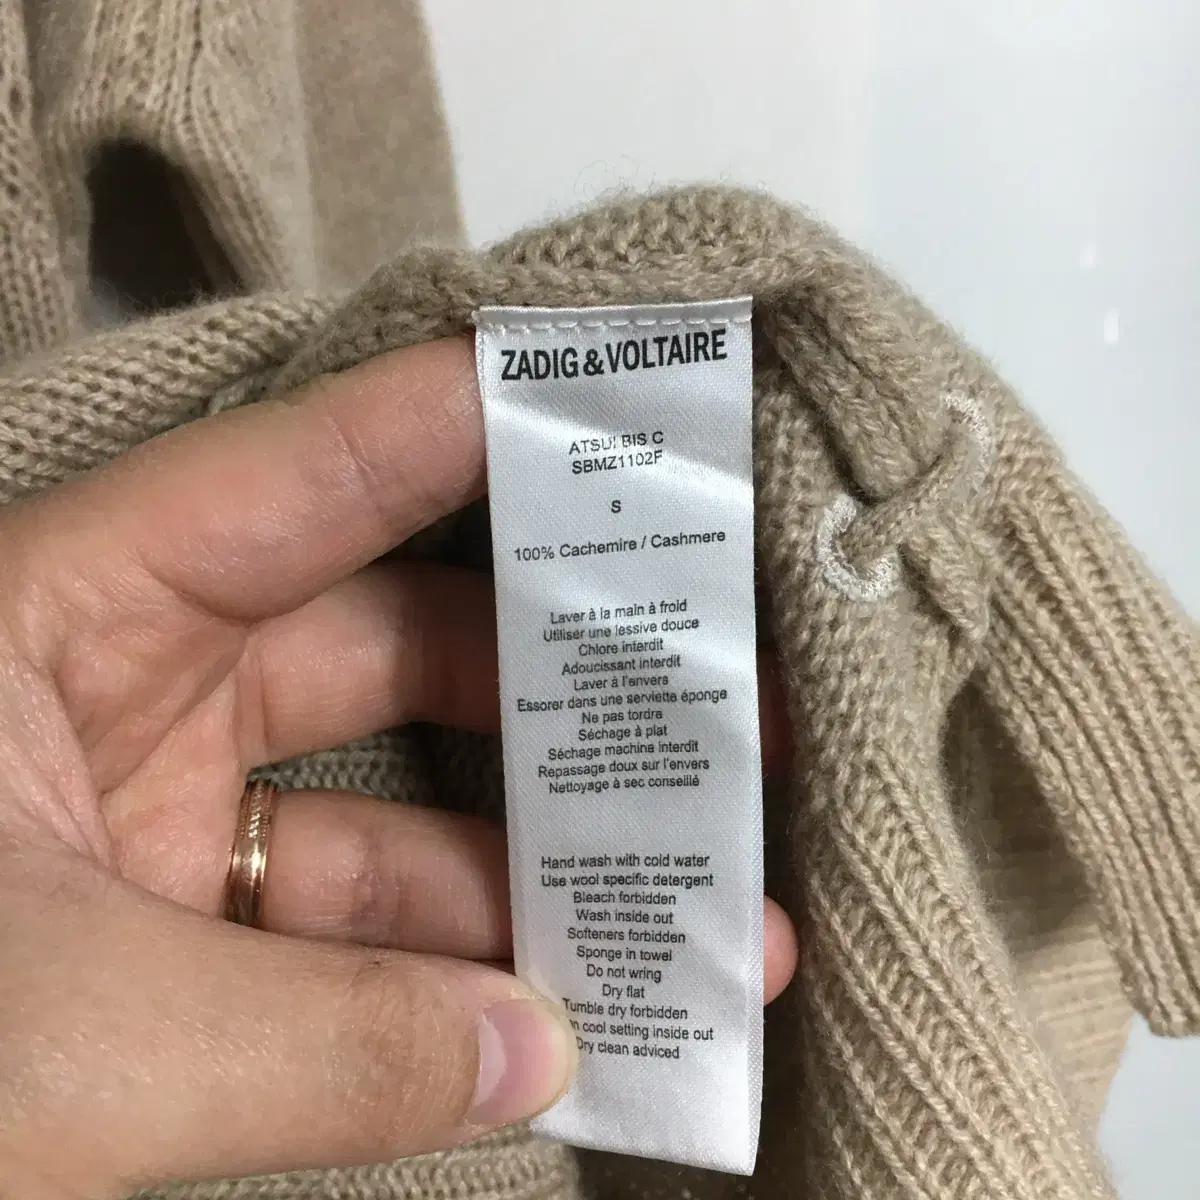 ZADIG & VOLTAIRE
ATSUI BIS C
SBMZ1102F
S
100% Cachemire / Cashmere
Laver à la main à froid
Utiliser une lessive douce
Chlore interdit
Adoucissant interdit
Laver à l'envers
Essorer dans une serviette éponge
Ne pas tordre
Séchage à plat
Séchage machine interdit
Repassage doux sur l'envers
Nettoyage à sec conseillé
Hand wash with cold water
Use wool specific detergent
Bleach forbidden
Wash inside out
Softeners forbidden
Sponge in towel
Do not wring
Dry flat
Tumble dry forbidden
cool setting inside out
Dry clean adviced